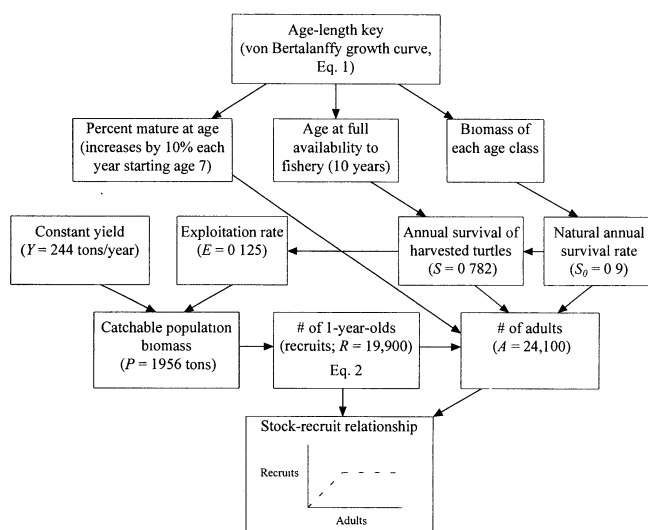 Age-length key
(von Bertalanffy growth curve,
Eq. 1)
Percent mature at age
(increases by 10% each
year starting age 7)
Age at full
availability to
fishery (10 years)
Biomass of
each age class
Constant yield
(Y = 244 tons/year)
Exploitation rate
(E = 0 125)
Annual survival of
harvested turtles
(S = 0 782)
Natural annual
survival rate
(S₀ = 0 9)
Catchable population
biomass
(P = 1956 tons)
# of 1-year-olds
(recruits; R = 19,900)
Eq. 2
# of adults
(A = 24,100)
Stock-recruit relationship
Recruits
Adults